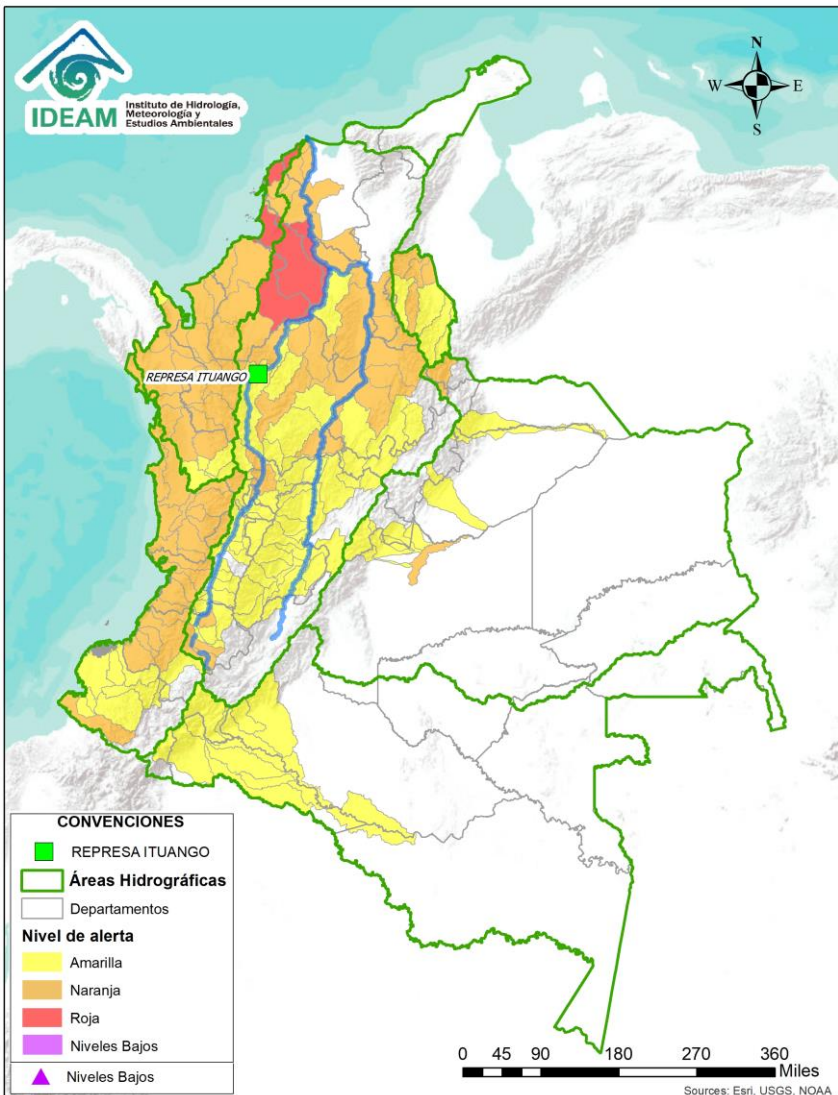 IDEAM
Instituto de Hidrología,
Meteorología y
Estudios Ambientales
N
W
E
S
REPRESA ITUANGO
CONVENCIONES
REPRESA ITUANGO
Áreas Hidrográficas
Departamentos
Nivel de alerta
Amarilla
Naranja
Roja
Niveles Bajos
Niveles Bajos
0 45 90 180 270 360
Miles
Sources: Esri, USGS, NOAA